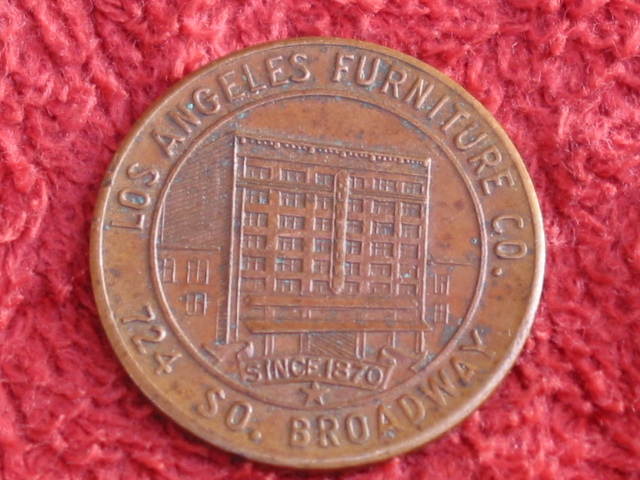 LOS ANGELES FURNITURE CO.
SINCE 1870
724 SO. BROADWAY